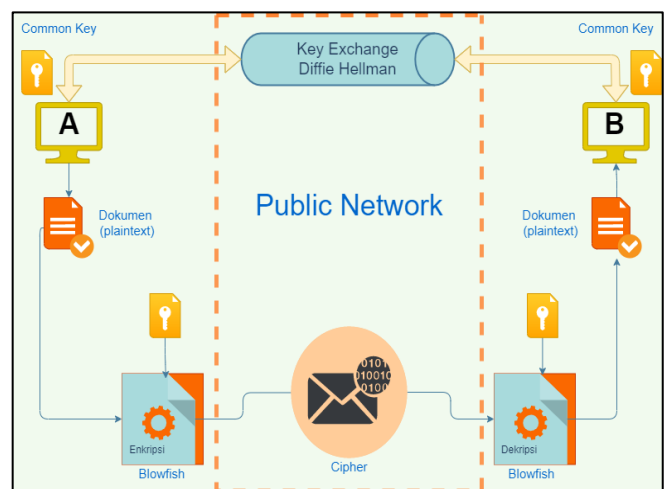 Common Key
Common Key
Key Exchange
Diffie Hellman
A
B
Dokumen
(plaintext)
Public Network
Dokumen
(plaintext)
0101
010010
0100
Enkripsi
Blowfish
Cipher
Dekripsi
Blowfish